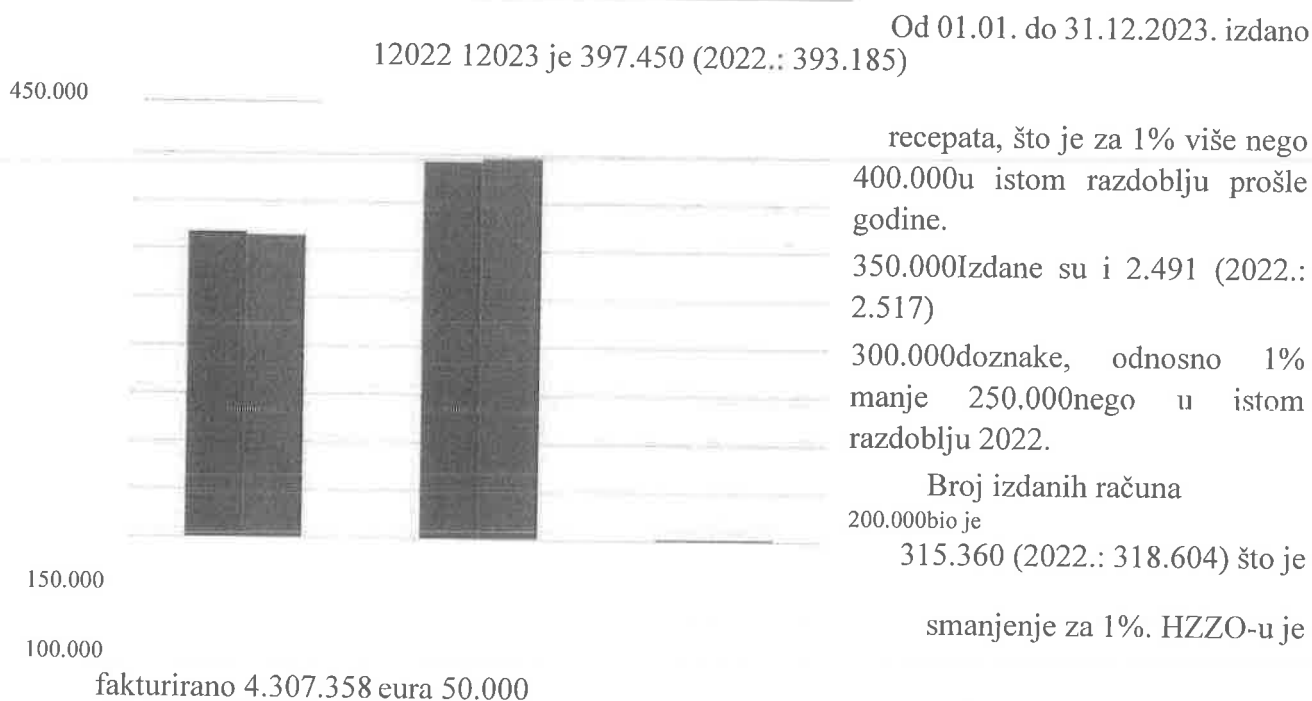 Od 01.01. do 31.12.2023. izdano
12022 12023 je 397.450 (2022.: 393.185)
450.000
recepata, što je za 1% više nego
400.000u istom razdoblju prošle
godine.
350.000Izdane su i 2.491 (2022.:
2.517)
300.000doznake, odnosno 1%
manje 250.000nego u istom
razdoblju 2022.
Broj izdanih računa
200.000bio je
315.360 (2022.: 318.604) što je
150.000
smanjenje za 1%. HZZO-u je
100.000
fakturirano 4.307.358 eura 50.000